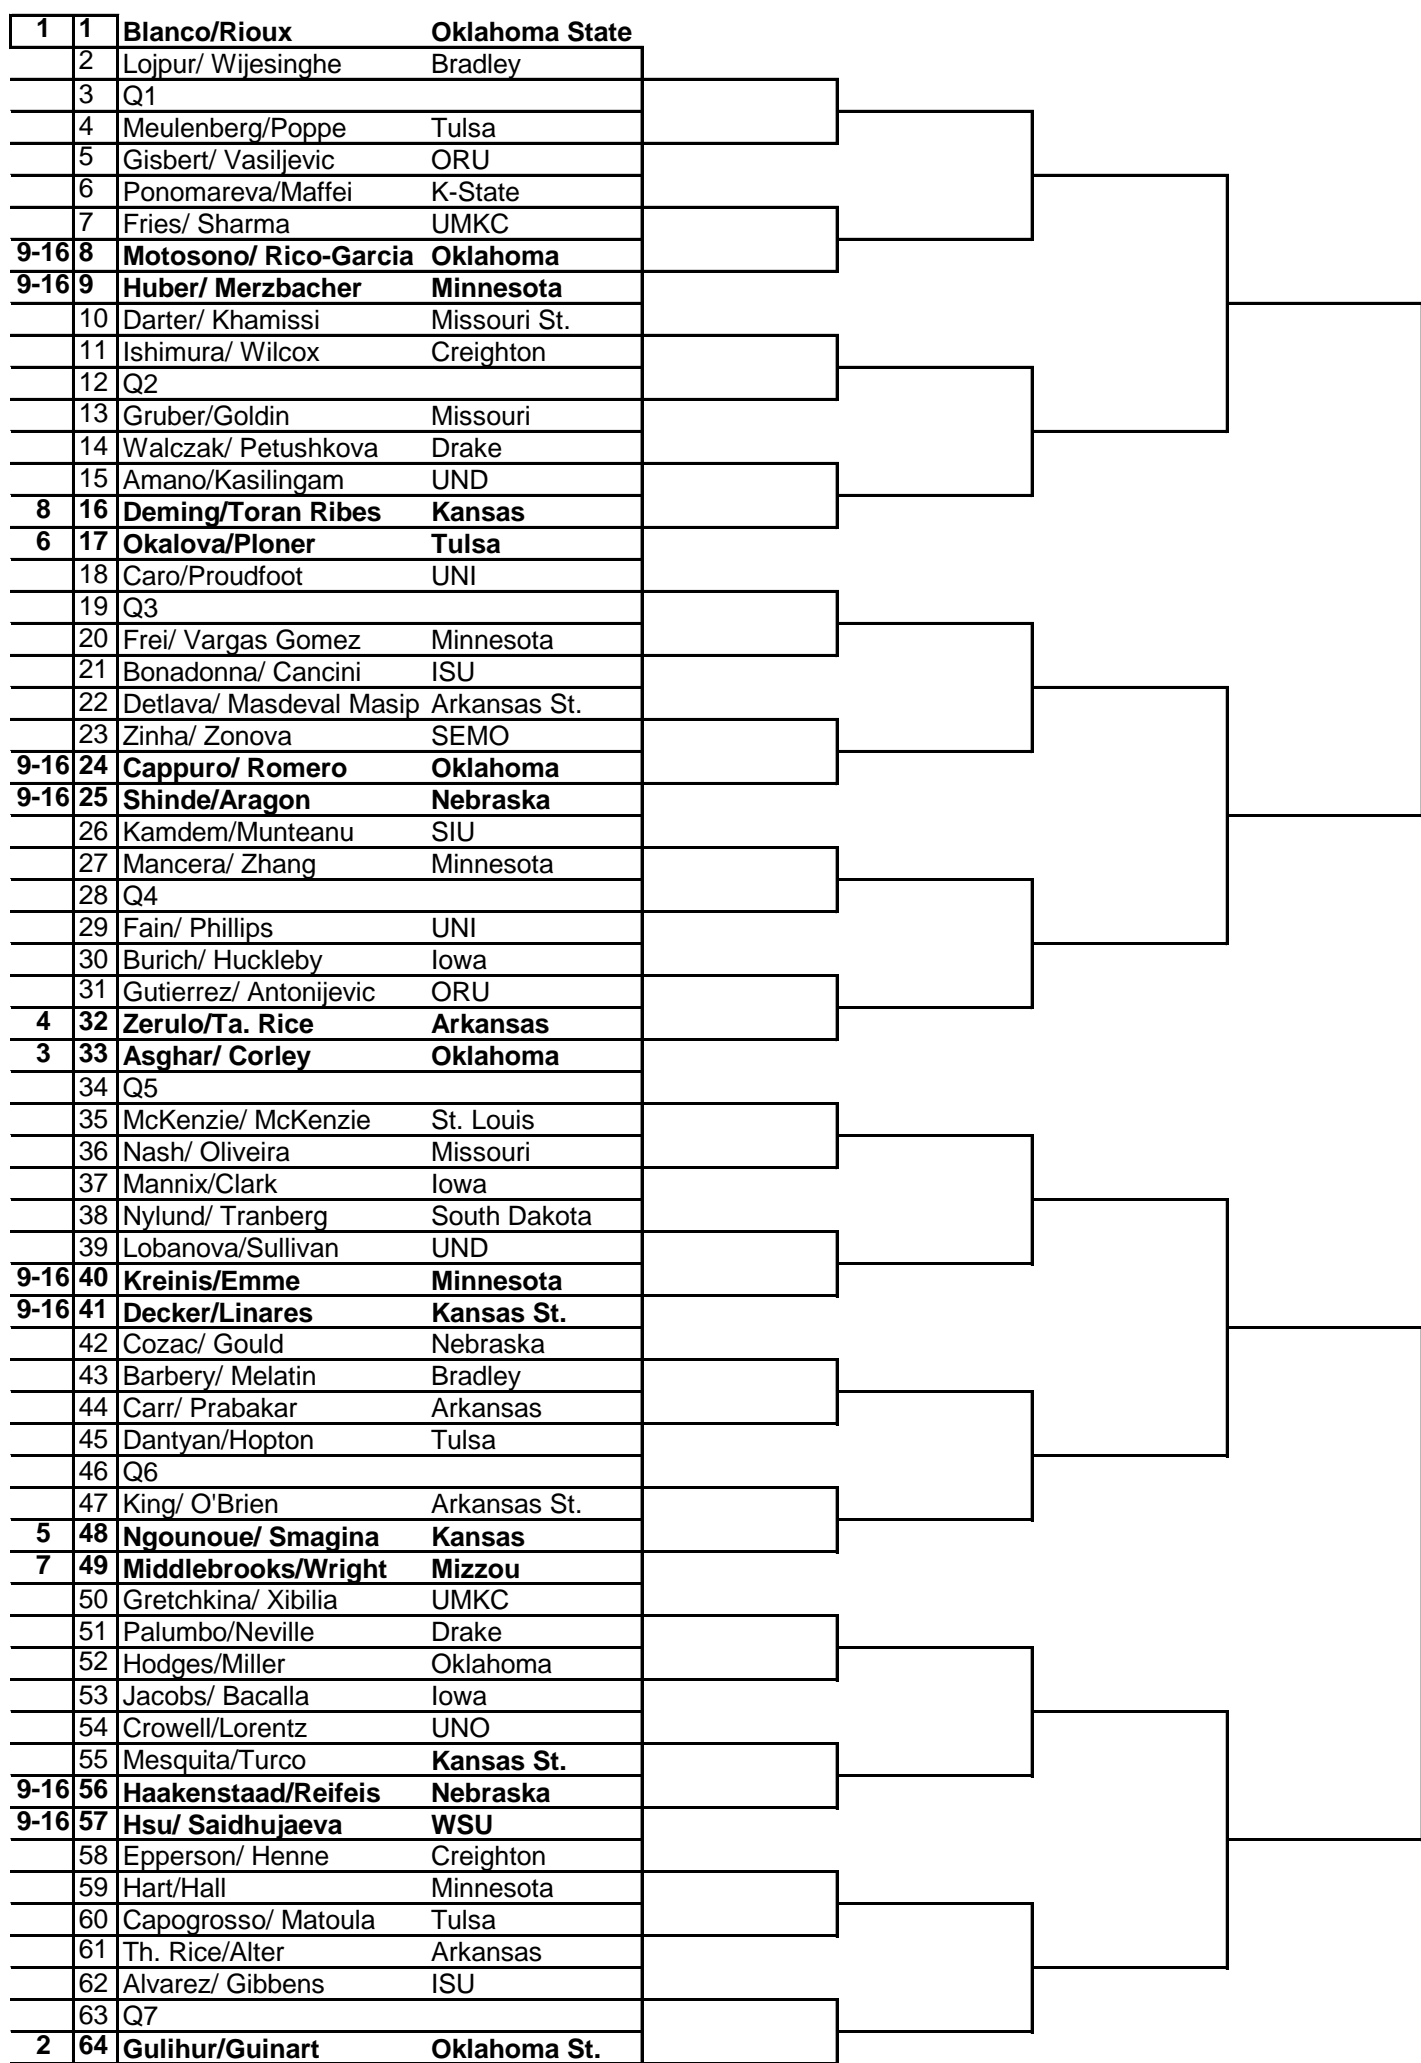 1 1 Blanco/Rioux Oklahoma State
2 Lojpur/ Wijesinghe Bradley
3 Q1
4 Meulenberg/Poppe Tulsa
5 Gisbert/ Vasiljevic ORU
6 Ponomareva/Maffei K-State
7 Fries/ Sharma UMKC
9-16 8 Motosono/ Rico-Garcia Oklahoma
9-16 9 Huber/ Merzbacher Minnesota
10 Darter/ Khamissi Missouri St.
11 Ishimura/ Wilcox Creighton
12 Q2
13 Gruber/Goldin Missouri
14 Walczak/ Petushkova Drake
15 Amano/Kasilingam UND
8 16 Deming/Toran Ribes Kansas
6 17 Okalova/Ploner Tulsa
18 Caro/Proudfoot UNI
19 Q3
20 Frei/ Vargas Gomez Minnesota
21 Bonadonna/ Cancini ISU
22 Detlava/ Masdeval Masip Arkansas St.
23 Zinha/ Zonova SEMO
9-16 24 Cappuro/ Romero Oklahoma
9-16 25 Shinde/Aragon Nebraska
26 Kamdem/Munteanu SIU
27 Mancera/ Zhang Minnesota
28 Q4
29 Fain/ Phillips UNI
30 Burich/ Huckleby Iowa
31 Gutierrez/ Antonijevic ORU
4 32 Zerulo/Ta. Rice Arkansas
3 33 Asghar/ Corley Oklahoma
34 Q5
35 McKenzie/ McKenzie St. Louis
36 Nash/ Oliveira Missouri
37 Mannix/Clark Iowa
38 Nylund/ Tranberg South Dakota
39 Lobanova/Sullivan UND
9-16 40 Kreinis/Emme Minnesota
9-16 41 Decker/Linares Kansas St.
42 Cozac/ Gould Nebraska
43 Barbery/ Melatin Bradley
44 Carr/ Prabakar Arkansas
45 Dantyan/Hopton Tulsa
46 Q6
47 King/ O'Brien Arkansas St.
5 48 Ngounoue/ Smagina Kansas
7 49 Middlebrooks/Wright Mizzou
50 Gretchkina/ Xibilia UMKC
51 Palumbo/Neville Drake
52 Hodges/Miller Oklahoma
53 Jacobs/ Bacalla Iowa
54 Crowell/Lorentz UNO
55 Mesquita/Turco Kansas St.
9-16 56 Haakenstaad/Reifeis Nebraska
9-16 57 Hsu/ Saidhujaeva WSU
58 Epperson/ Henne Creighton
59 Hart/Hall Minnesota
60 Capogrosso/ Matoula Tulsa
61 Th. Rice/Alter Arkansas
62 Alvarez/ Gibbens ISU
63 Q7
2 64 Gulihur/Guinart Oklahoma St.